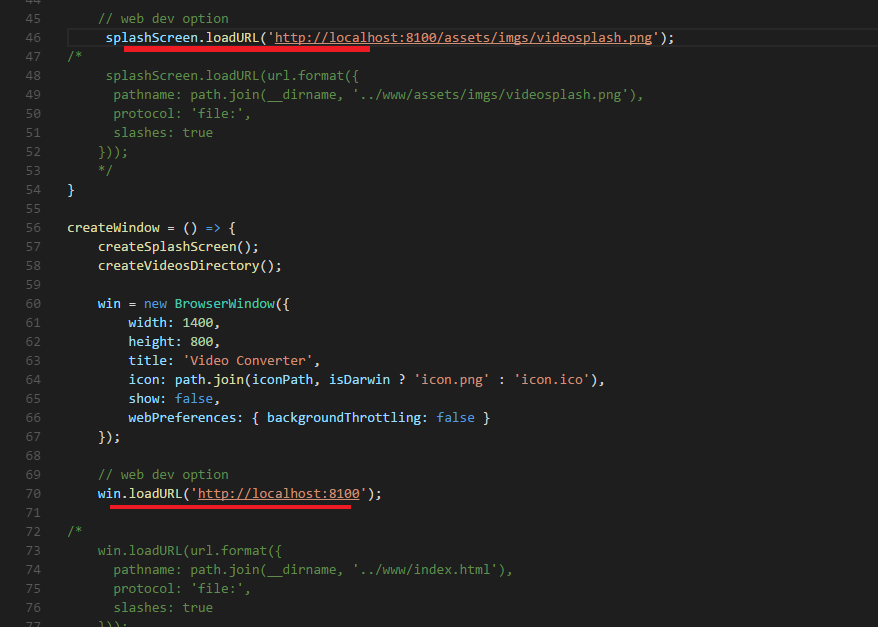 44
45 // web dev option
46 splashScreen.loadURL('http://localhost:8100/assets/imgs/videosplash.png');
47 /*
48 splashScreen.loadURL(url.format({
49 pathname: path.join(__dirname, '../www/assets/imgs/videosplash.png'),
50 protocol: 'file:',
51 slashes: true
52 }));
53 */
54 }
55
56 createWindow = () => {
57 createSplashScreen();
58 createVideosDirectory();
59
60 win = new BrowserWindow({
61 width: 1400,
62 height: 800,
63 title: 'Video Converter',
64 icon: path.join(iconPath, isDarwin ? 'icon.png' : 'icon.ico'),
65 show: false,
66 webPreferences: { backgroundThrottling: false }
67 });
68
69 // web dev option
70 win.loadURL('http://localhost:8100');
71
72 /*
73 win.loadURL(url.format({
74 pathname: path.join(__dirname, '../www/index.html'),
75 protocol: 'file:',
76 slashes: true
77 }));